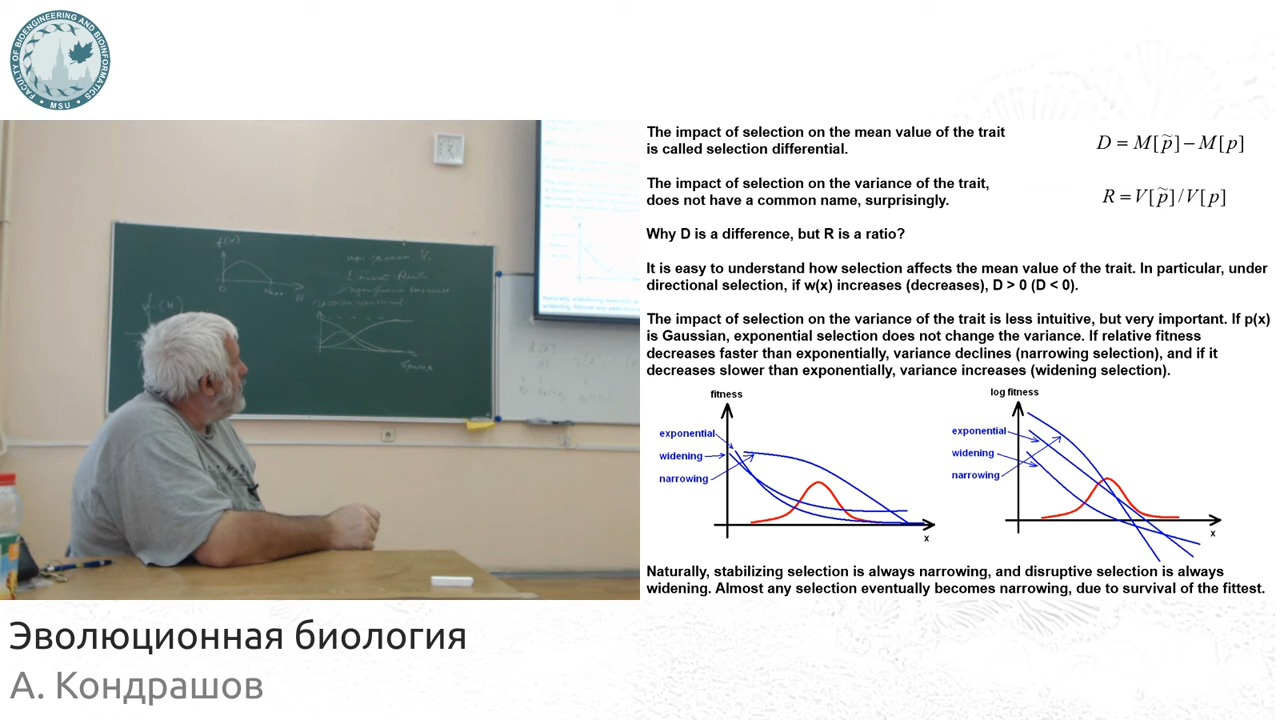 FACULTY OF BIOENGINEERING AND BIOINFORMATICS
• MSU •
f(x)
0
W
The impact of selection on the mean value of the trait
is called selection differential.
D = M[p̃] − M[p]
The impact of selection on the variance of the trait,
does not have a common name, surprisingly.
R = V[p̃] / V[p]
Why D is a difference, but R is a ratio?
It is easy to understand how selection affects the mean value of the trait. In particular, under
directional selection, if w(x) increases (decreases), D > 0 (D < 0).
The impact of selection on the variance of the trait is less intuitive, but very important. If p(x)
is Gaussian, exponential selection does not change the variance. If relative fitness
decreases faster than exponentially, variance declines (narrowing selection), and if it
decreases slower than exponentially, variance increases (widening selection).
fitness
exponential
widening
narrowing
x
log fitness
exponential
widening
narrowing
x
Naturally, stabilizing selection is always narrowing, and disruptive selection is always
widening. Almost any selection eventually becomes narrowing, due to survival of the fittest.
Эволюционная биология
А. Кондрашов